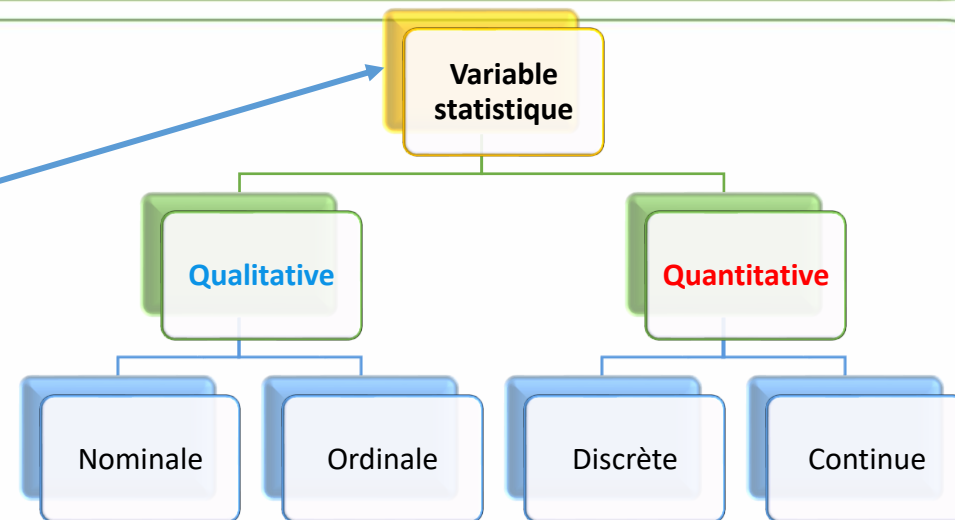 Variable
statistique
Qualitative
Quantitative
Nominale
Ordinale
Discrète
Continue